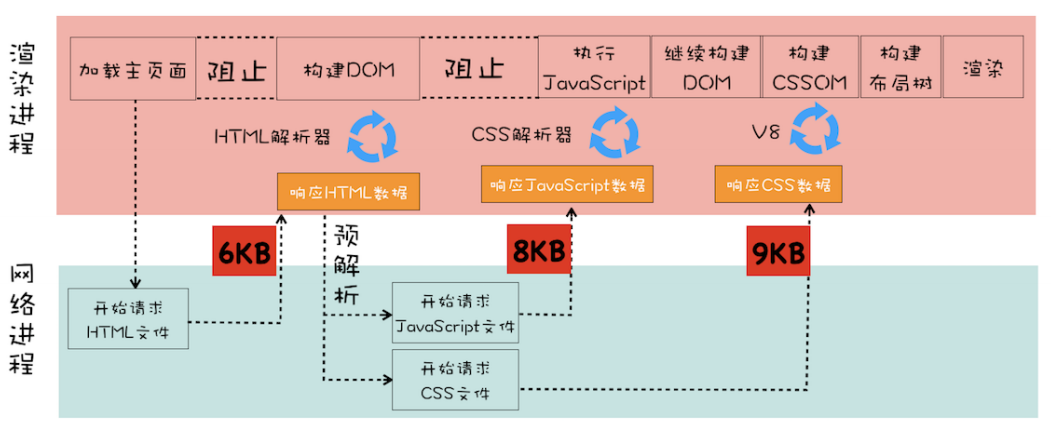 渲染进程
加载主页面
阻止
构建DOM
阻止
执行
JavaScript
继续构建
DOM
构建
CSSOM
构建
布局树
渲染
HTML解析器
CSS解析器
V8
响应HTML数据
响应JavaScript数据
响应CSS数据
6KB
预解析
8KB
9KB
网络进程
开始请求
HTML文件
开始请求
JavaScript文件
开始请求
CSS文件